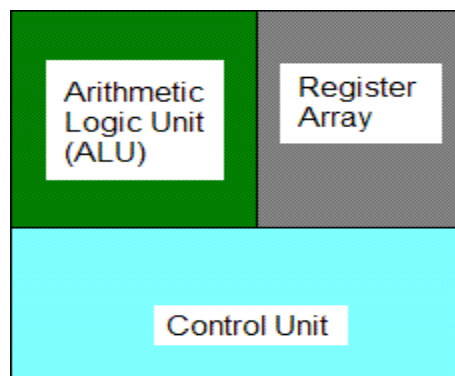 Arithmetic
Logic Unit
(ALU)
Register
Array
Control Unit